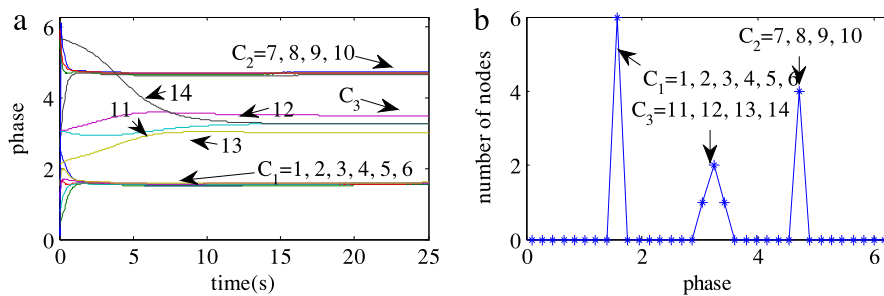 a
6
4
2
0
phase
0
5
10
15
20
25
time(s)
C2=7, 8, 9, 10
14
11
12
C3
13
C1=1, 2, 3, 4, 5, 6
b
6
4
2
0
number of nodes
0
2
4
6
phase
C2=7, 8, 9, 10
C1=1, 2, 3, 4, 5, 6
C3=11, 12, 13, 14